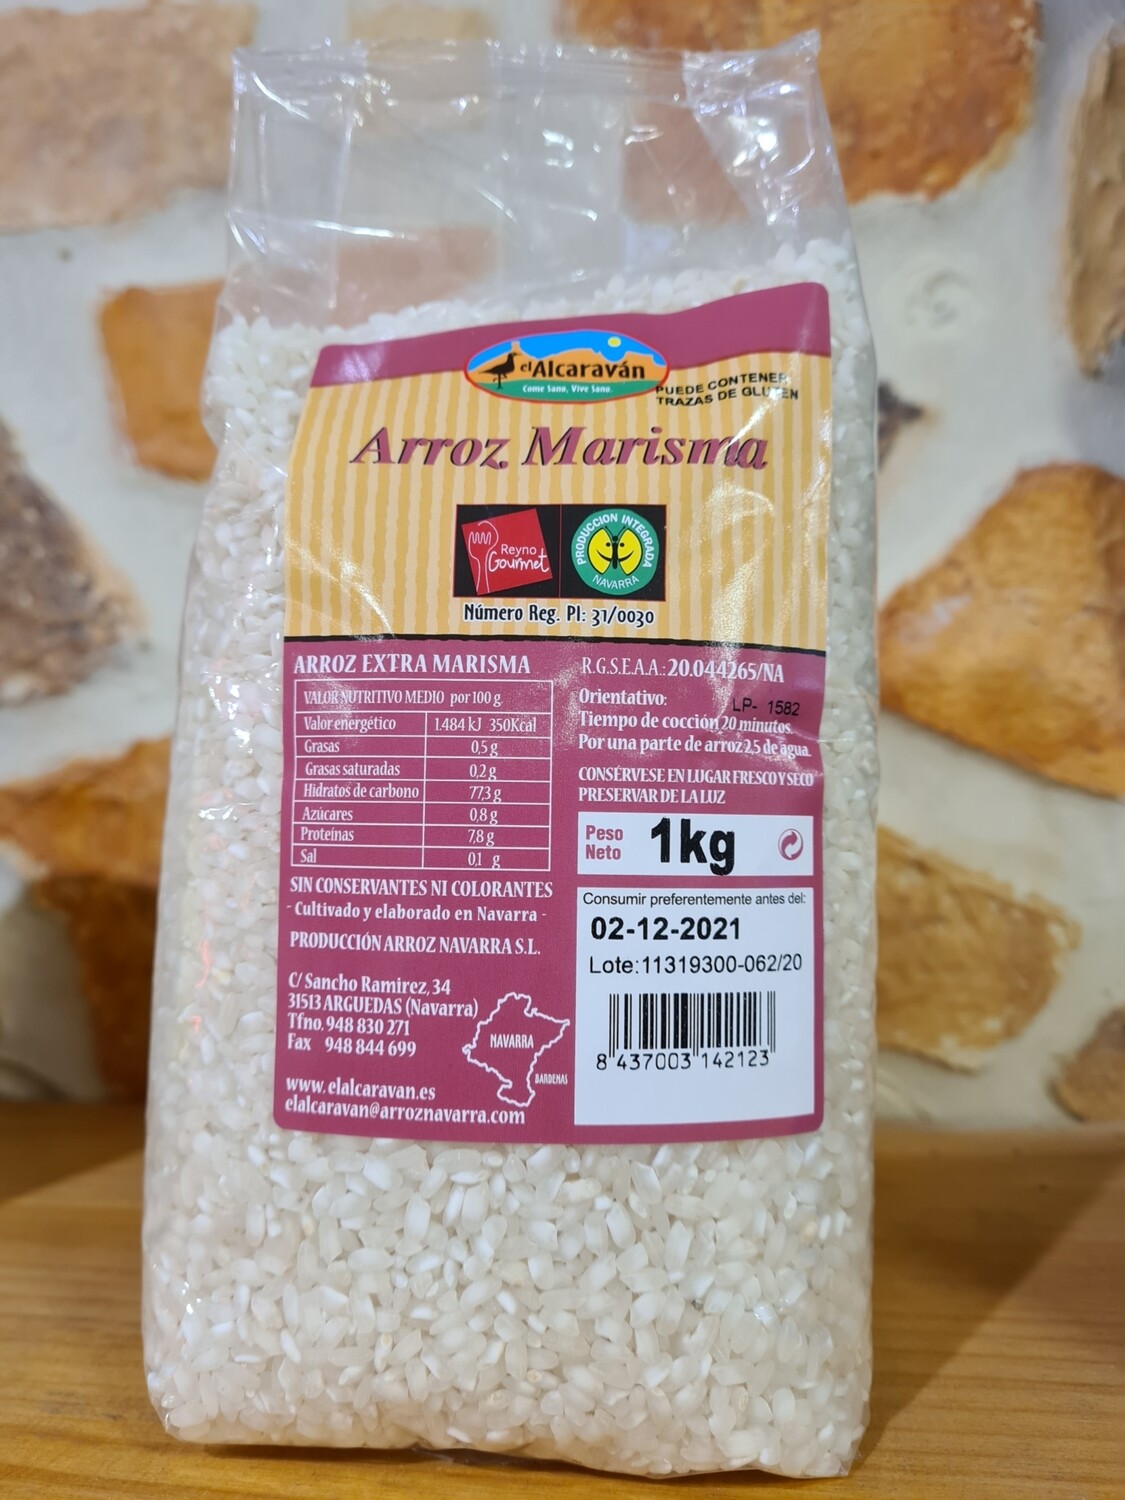 el Alcaraván
Come Sano, Vive Sano.
PUEDE CONTENER
TRAZAS DE GLUTEN
Arroz Marisma
Reyno
Gourmet
PRODUCCION INTEGRADA
NAVARRA
Número Reg. PI: 31/0030
ARROZ EXTRA MARISMA
VALOR NUTRITIVO MEDIO por 100 g
Valor energético 1.484 kJ 350Kcal
Grasas 0,5 g
Grasas saturadas 0,2 g
Hidratos de carbono 77,3 g
Azúcares 0,8 g
Proteínas 7,8 g
Sal 0,1 g
SIN CONSERVANTES NI COLORANTES
- Cultivado y elaborado en Navarra -
PRODUCCIÓN ARROZ NAVARRA S.L.
C/ Sancho Ramirez, 34
31513 ARGUEDAS (Navarra)
Tfno. 948 830 271
Fax 948 844 699
NAVARRA
BARDENAS
www.elalcaravan.es
elalcaravan@arroznavarra.com
R.G.S.E.A.A.: 20.044265/NA
Orientativo:
LP- 1582
Tiempo de cocción 20 minutos.
Por una parte de arroz 2,5 de agua.
CONSÉRVESE EN LUGAR FRESCO Y SECO
PRESERVAR DE LA LUZ
Peso
Neto
1kg
Consumir preferentemente antes del:
02-12-2021
Lote:11319300-062/20
8 437003 142123